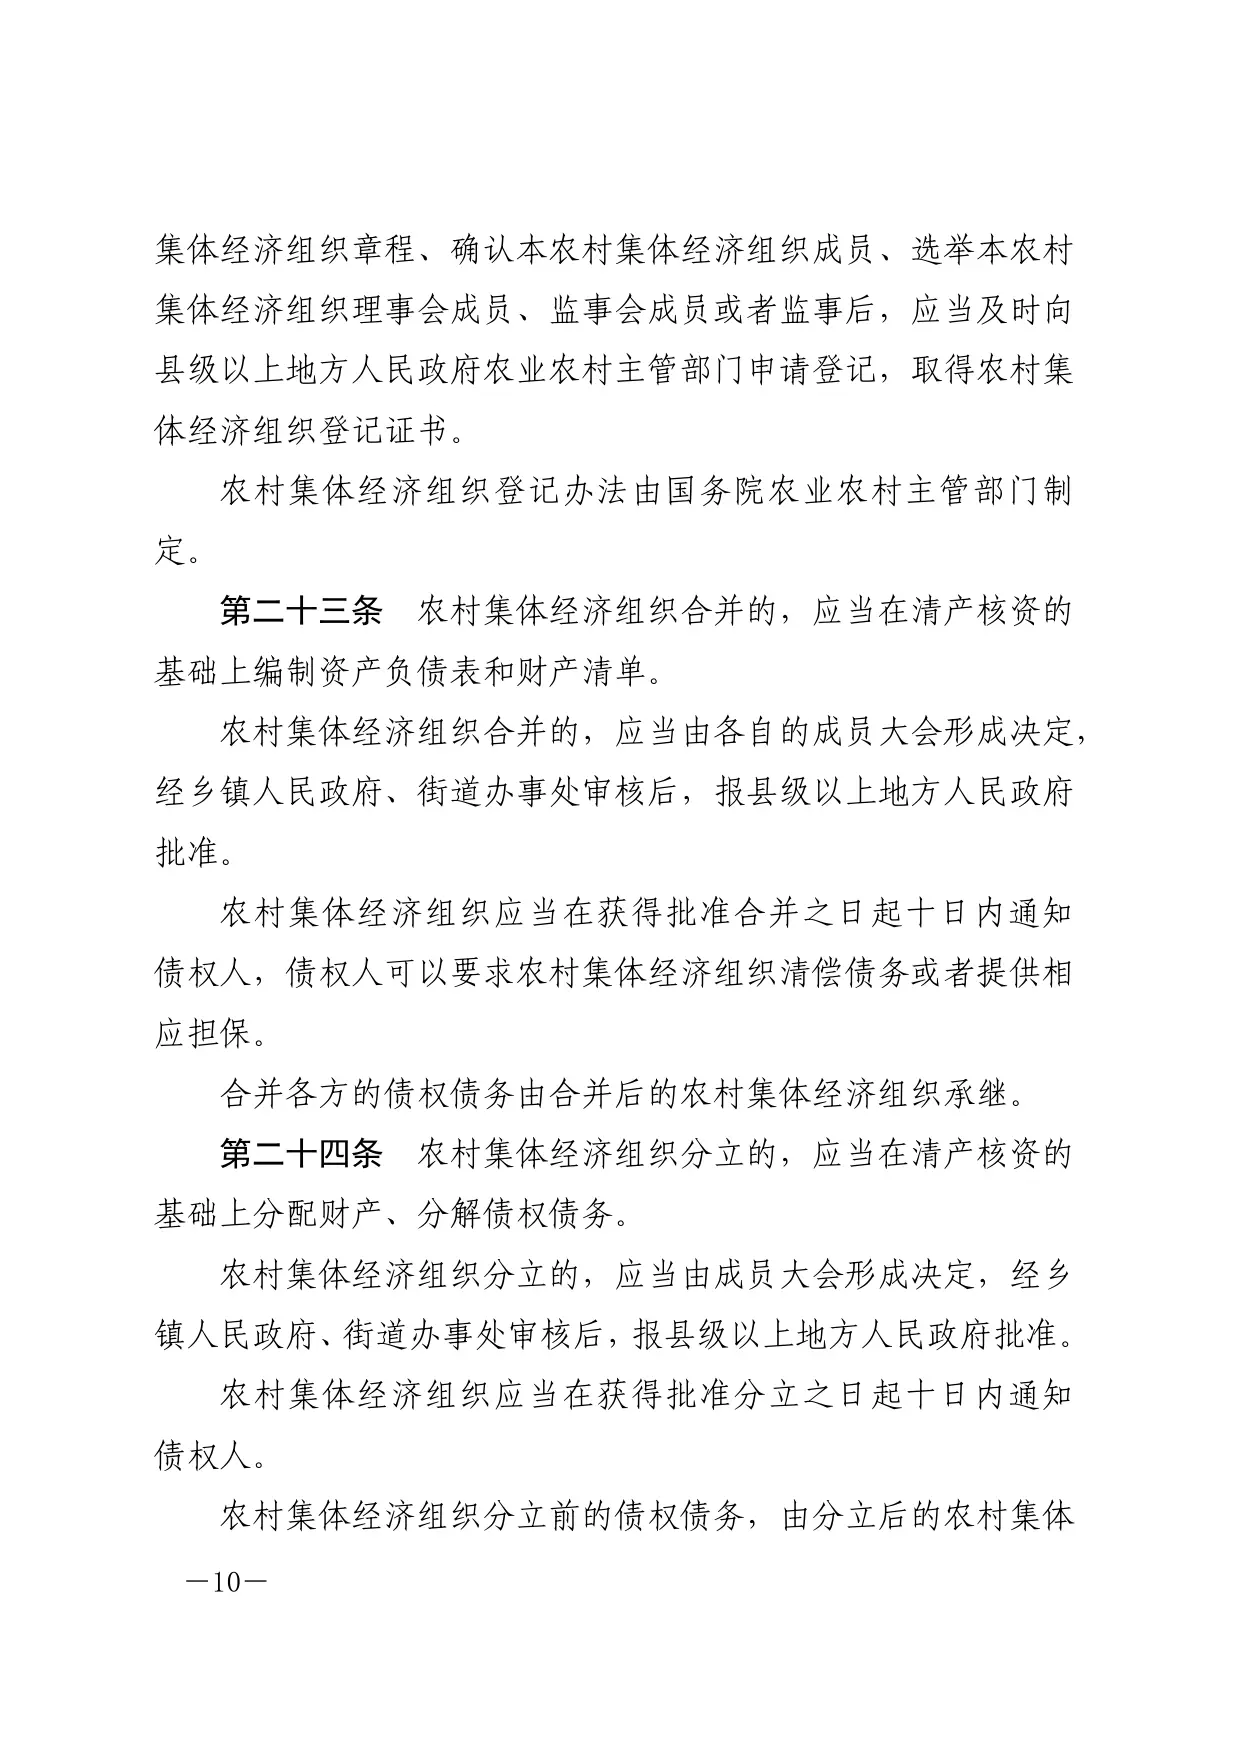 集体经济组织章程、确认本农村集体经济组织成员、选举本农村
集体经济组织理事会成员、监事会成员或者监事后，应当及时向
县级以上地方人民政府农业农村主管部门申请登记，取得农村集
体经济组织登记证书。
农村集体经济组织登记办法由国务院农业农村主管部门制
定。
第二十三条　农村集体经济组织合并的，应当在清产核资的
基础上编制资产负债表和财产清单。
农村集体经济组织合并的，应当由各自的成员大会形成决定，
经乡镇人民政府、街道办事处审核后，报县级以上地方人民政府
批准。
农村集体经济组织应当在获得批准合并之日起十日内通知
债权人，债权人可以要求农村集体经济组织清偿债务或者提供相
应担保。
合并各方的债权债务由合并后的农村集体经济组织承继。
第二十四条　农村集体经济组织分立的，应当在清产核资的
基础上分配财产、分解债权债务。
农村集体经济组织分立的，应当由成员大会形成决定，经乡
镇人民政府、街道办事处审核后，报县级以上地方人民政府批准。
农村集体经济组织应当在获得批准分立之日起十日内通知
债权人。
农村集体经济组织分立前的债权债务，由分立后的农村集体
—10—